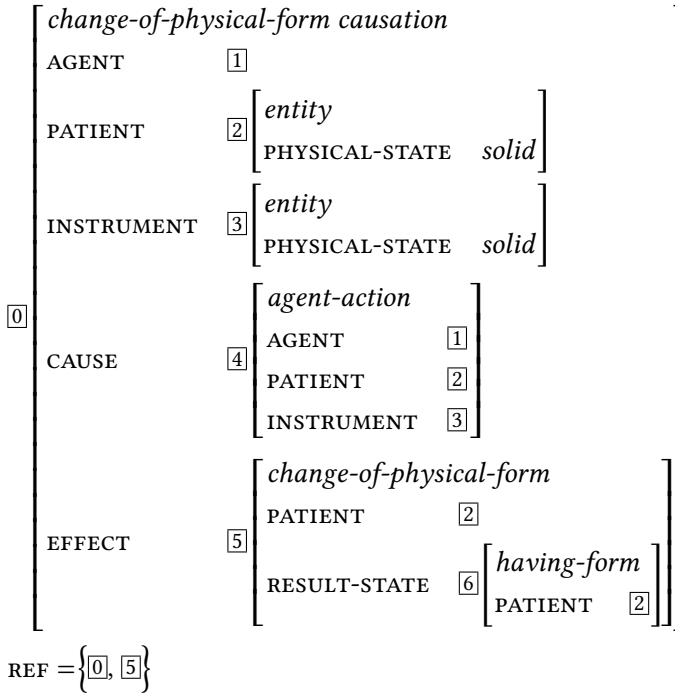 change-of-physical-form causation
AGENT 1
PATIENT 2 entity
PHYSICAL-STATE solid
INSTRUMENT 3 entity
PHYSICAL-STATE solid
0
CAUSE 4 agent-action
AGENT 1
PATIENT 2
INSTRUMENT 3
EFFECT 5 change-of-physical-form
PATIENT 2
RESULT-STATE 6 having-form
PATIENT 2
REF = {0, 5}